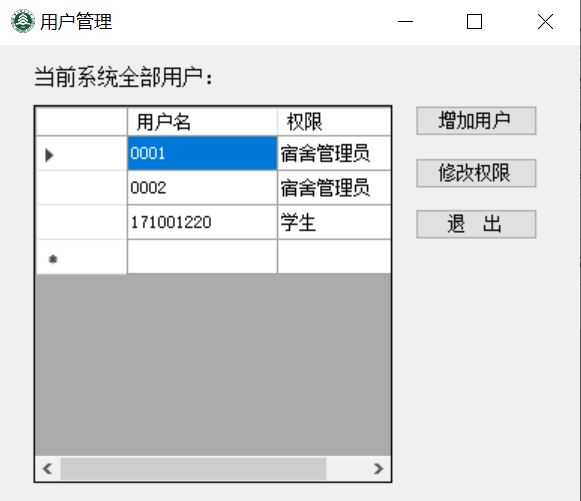 用户管理
当前系统全部用户：
用户名 权限
0001 宿舍管理员
0002 宿舍管理员
171001220 学生
增加用户
修改权限
退 出